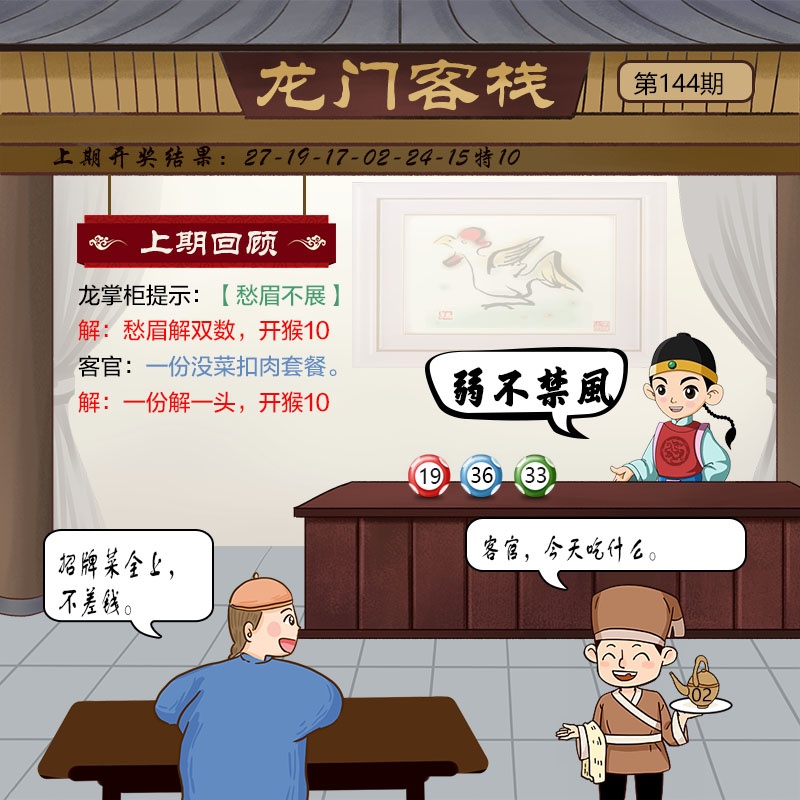 龙门客栈
第144期
上期开奖结果：27-19-17-02-24-15特10
上期回顾
龙掌柜提示：【愁眉不展】
解：愁眉解双数，开猴10
客官：一份没菜扣肉套餐。
解：一份解一头，开猴10
弱不禁風
19 36 33
客官，今天吃什么。
招牌菜全上，
不差钱。
02